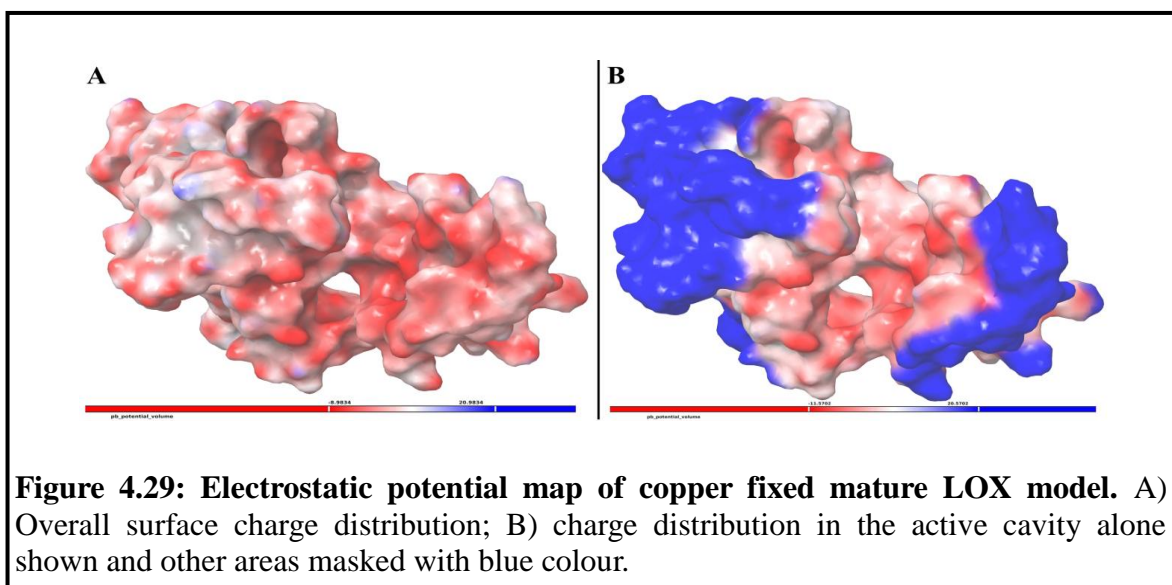 A
B
pb_potential_volume
-8.9834
20.9834
pb_potential_volume
-11.5702
20.5702
Figure 4.29: Electrostatic potential map of copper fixed mature LOX model. A)
Overall surface charge distribution; B) charge distribution in the active cavity alone
shown and other areas masked with blue colour.